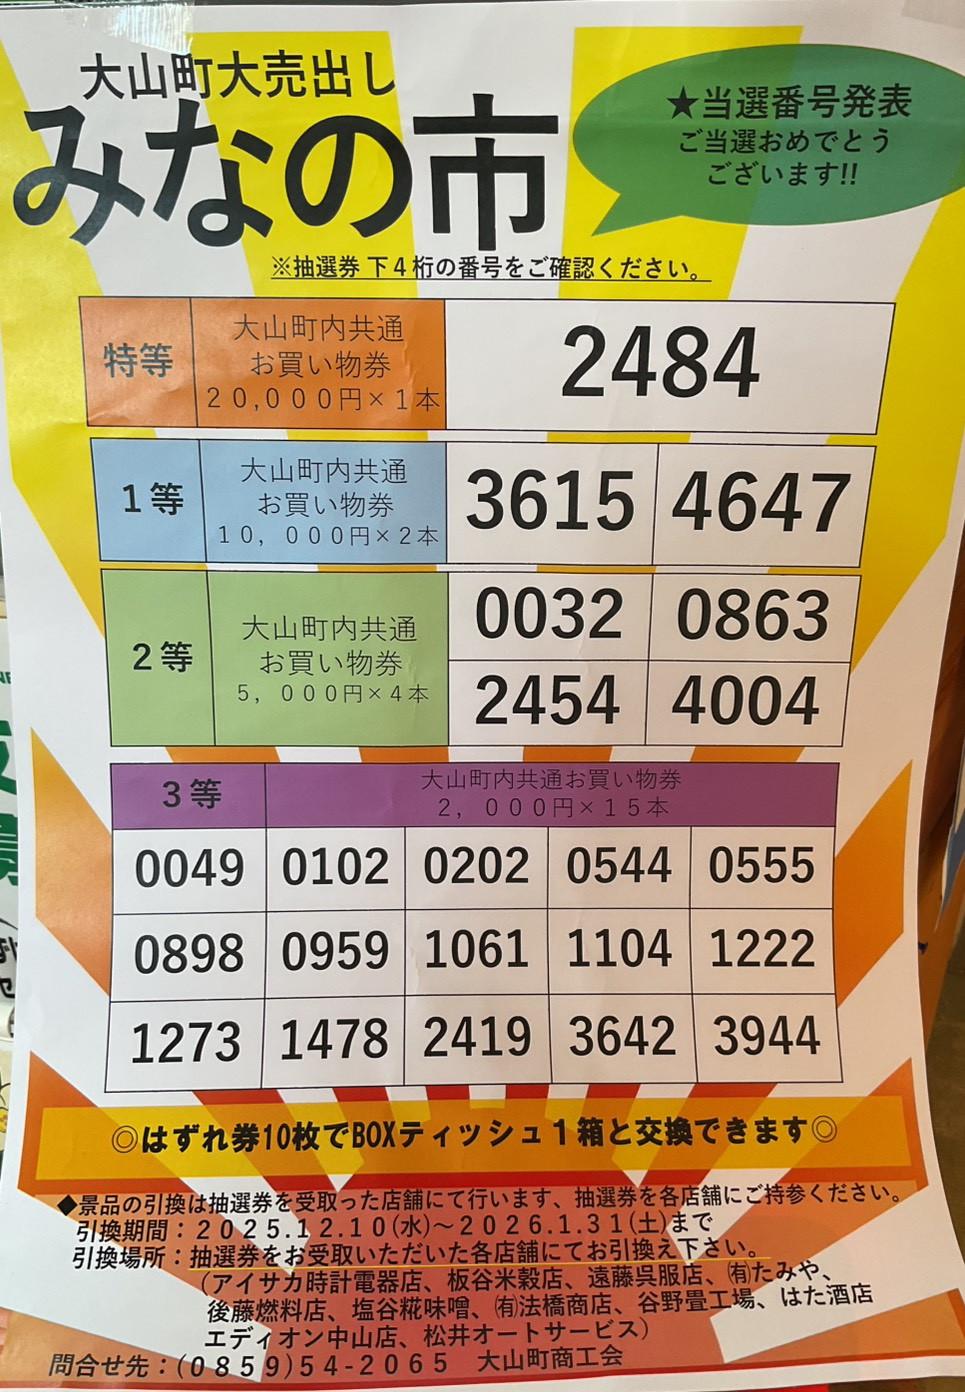 大山町大売出し
みなの市
★当選番号発表
ご当選おめでとう
ございます!!
※抽選券 下4桁の番号をご確認ください。
特等
大山町内共通
お買い物券
20,000円×1本
2484
1等
大山町内共通
お買い物券
10，000円×2本
3615 4647
2等
大山町内共通
お買い物券
5，000円×4本
0032 0863
2454 4004
3等
大山町内共通お買い物券
2，000円×15本
0049 0102 0202 0544 0555
0898 0959 1061 1104 1222
1273 1478 2419 3642 3944
◎はずれ券10枚でBOXティッシュ1箱と交換できます◎
◆景品の引換は抽選券を受取った店舗にて行います、抽選券を各店舗にご持参ください。
引換期間：2025.12.10(水)～2026.1.31(土)まで
引換場所：抽選券をお受取いただいた各店舗にてお引換え下さい。
(アイサカ時計電器店、板谷米穀店、遠藤呉服店、㈲たみや、
後藤燃料店、塩谷糀味噌、㈲法橋商店、谷野畳工場、はた酒店
エディオン中山店、松井オートサービス)
問合せ先：(0859)54-2065 大山町商工会